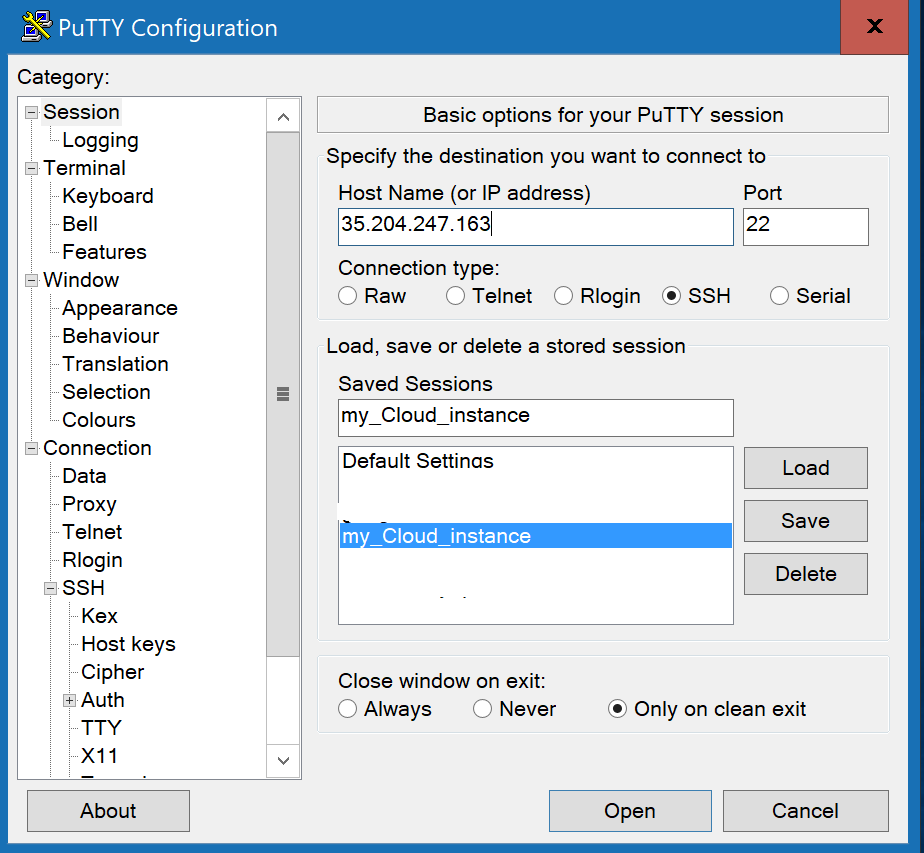 PuTTY Configuration
Category:
Session
Logging
Terminal
Keyboard
Bell
Features
Window
Appearance
Behaviour
Translation
Selection
Colours
Connection
Data
Proxy
Telnet
Rlogin
SSH
Kex
Host keys
Cipher
Auth
TTY
X11
Basic options for your PuTTY session
Specify the destination you want to connect to
Host Name (or IP address) Port
35.204.247.163 22
Connection type:
Raw Telnet Rlogin SSH Serial
Load, save or delete a stored session
Saved Sessions
my_Cloud_instance
Default Settings
my_Cloud_instance
Load
Save
Delete
Close window on exit:
Always Never Only on clean exit
About Open Cancel